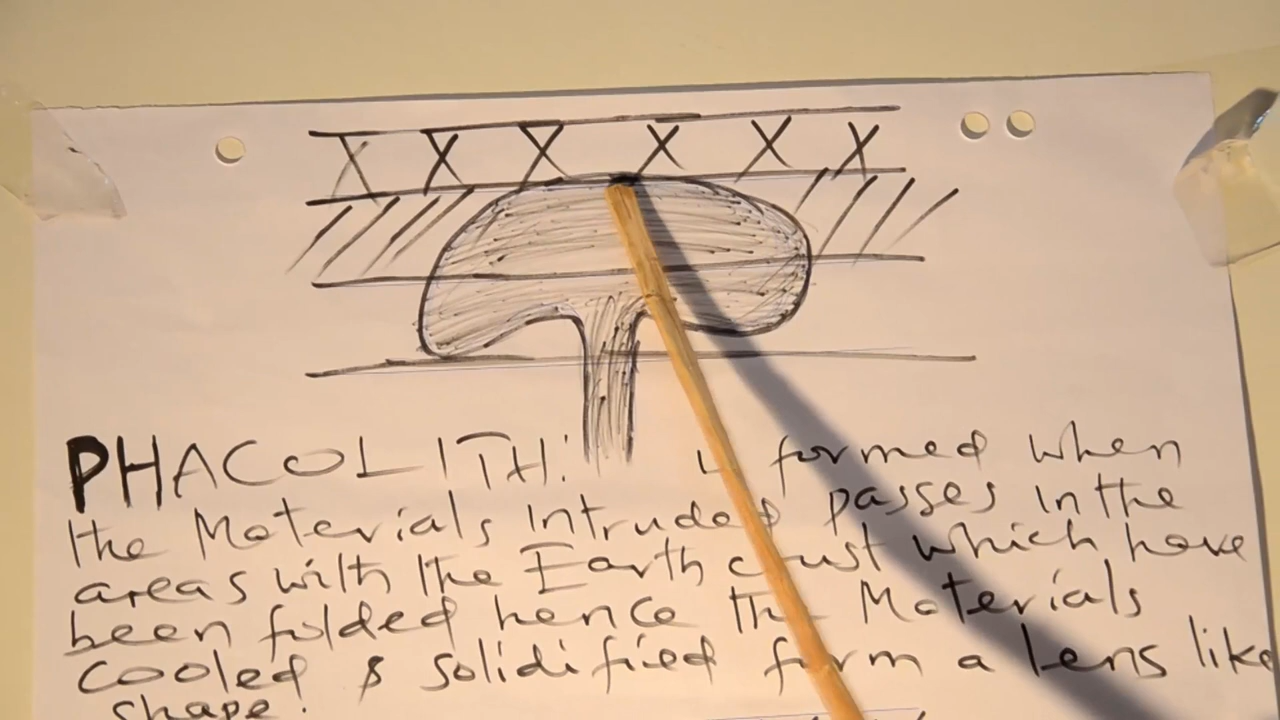 PHACOLITH: formed when
the Materials Intruded passes in the
areas with the Earth crust which have
been folded hence the Materials
cooled & solidified form a lens like
shape.